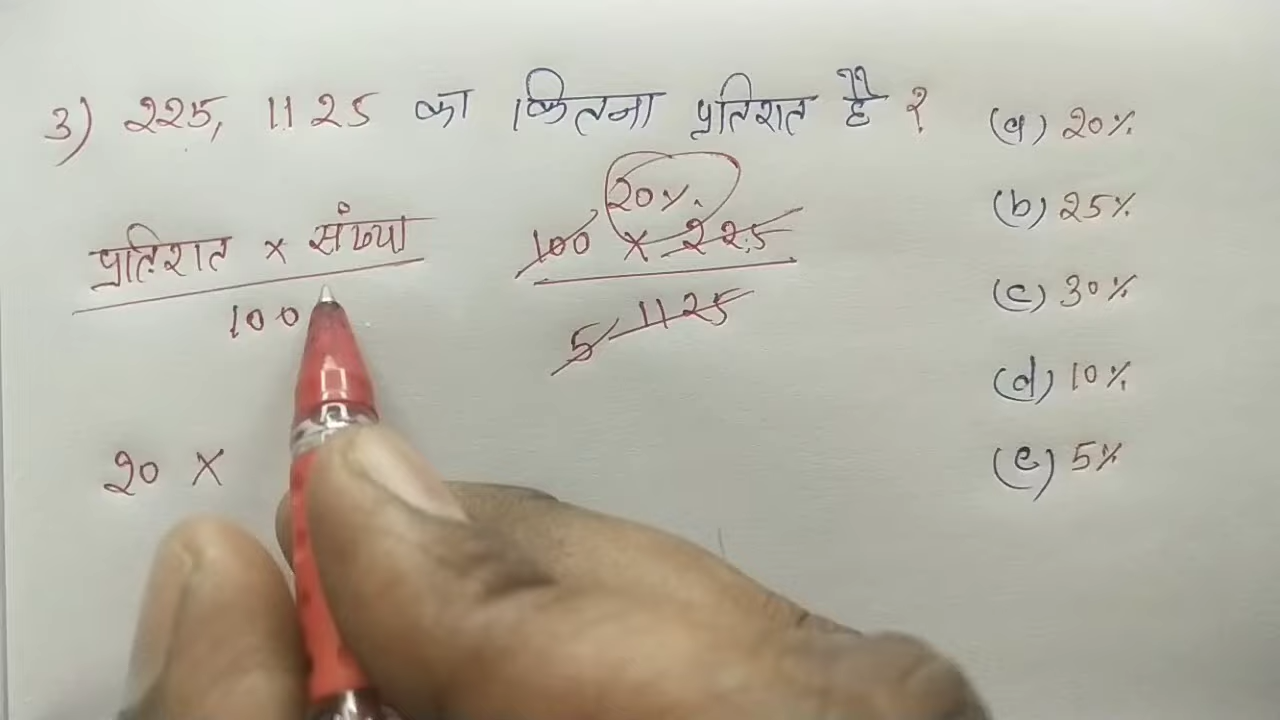 3) 225, 1125 का कितना प्रतिशत है ?
(a) 20%
(b) 25%
(c) 30%
(d) 10%
(e) 5%
प्रतिशत × संख्या
100
20%
100 × 225
5 1125
20 ×